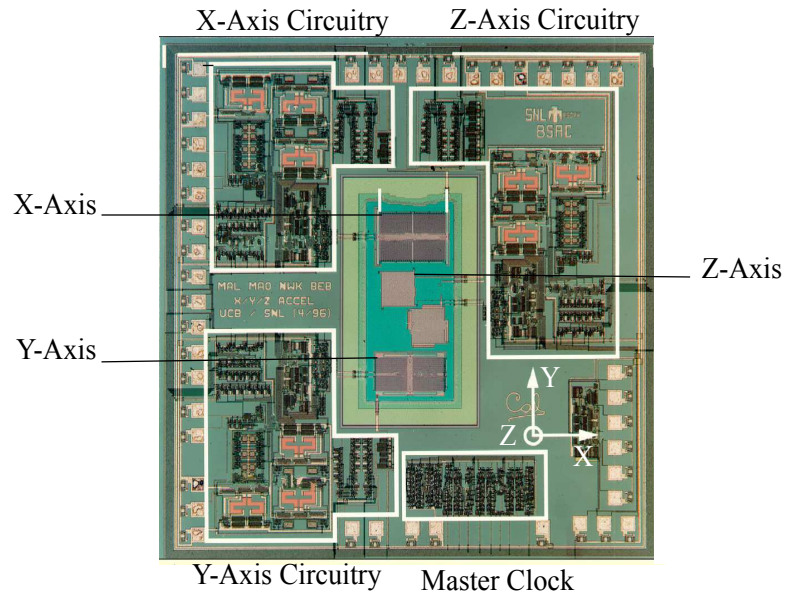 X-Axis Circuitry
Z-Axis Circuitry
SNL
BSAC
X-Axis
Z-Axis
MAL MAD NWK BEB
X/Y/Z ACCEL
UCB / SNL (4/96)
Y-Axis
Y
Cal
Z
X
Y-Axis Circuitry
Master Clock